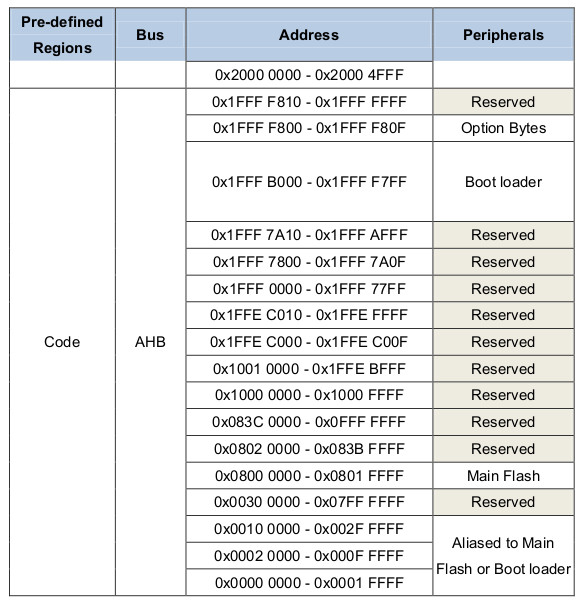 Pre-defined Regions Bus Address Peripherals
0x2000 0000 - 0x2000 4FFF
0x1FFF F810 - 0x1FFF FFFF Reserved
0x1FFF F800 - 0x1FFF F80F Option Bytes
0x1FFF B000 - 0x1FFF F7FF Boot loader
0x1FFF 7A10 - 0x1FFF AFFF Reserved
0x1FFF 7800 - 0x1FFF 7A0F Reserved
0x1FFF 0000 - 0x1FFF 77FF Reserved
0x1FFE C010 - 0x1FFE FFFF Reserved
Code AHB 0x1FFE C000 - 0x1FFE C00F Reserved
0x1001 0000 - 0x1FFE BFFF Reserved
0x1000 0000 - 0x1000 FFFF Reserved
0x083C 0000 - 0x0FFF FFFF Reserved
0x0802 0000 - 0x083B FFFF Reserved
0x0800 0000 - 0x0801 FFFF Main Flash
0x0030 0000 - 0x07FF FFFF Reserved
0x0010 0000 - 0x002F FFFF
0x0002 0000 - 0x000F FFFF
0x0000 0000 - 0x0001 FFFF
Aliased to Main
Flash or Boot loader